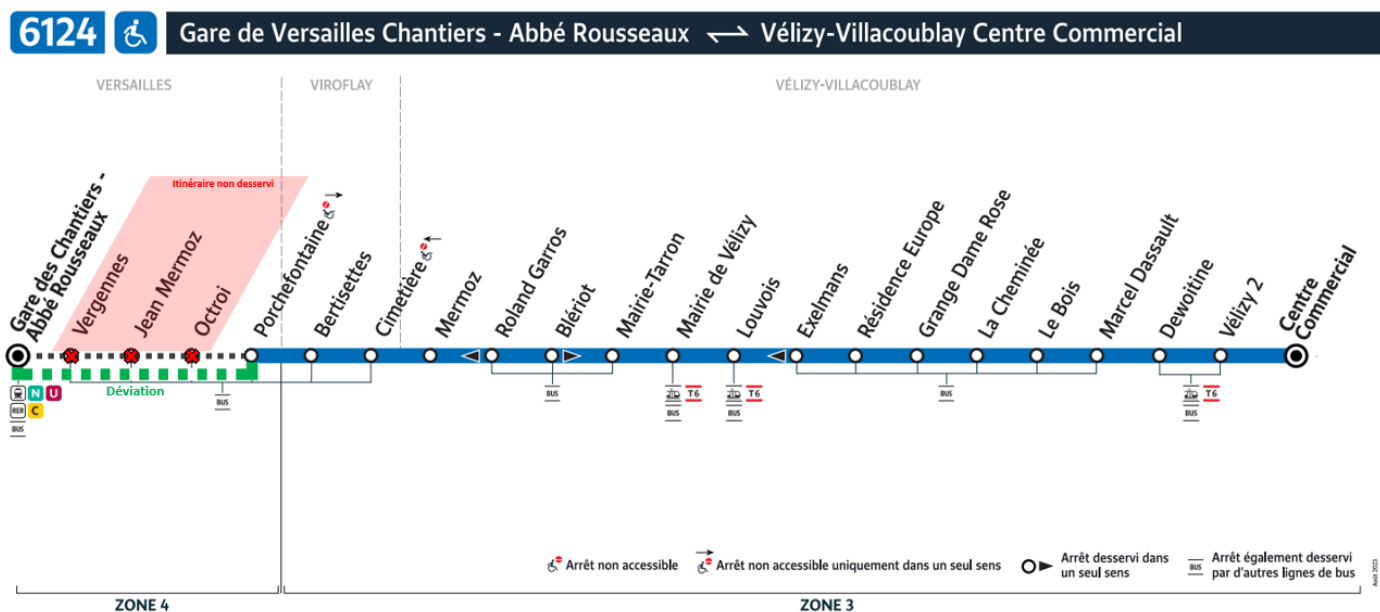 6124
Gare de Versailles Chantiers - Abbé Rousseaux
Vélizy-Villacoublay Centre Commercial
VERSAILLES
VIROFLAY
VÉLIZY-VILLACOUBLAY
Itinéraire non desservi
Gare des Chantiers -
Abbé Rousseaux
Vergennes
Jean Mermoz
Octroi
Porchefontaine
Bertisettes
Cimetière
Mermoz
Roland Garros
Blériot
Mairie-Tarron
Mairie de Vélizy
Louvois
Exelmans
Résidence Europe
Grange Dame Rose
La Cheminée
Le Bois
Marcel Dassault
Dewoitine
Vélizy 2
Centre
Commercial
Déviation
N U
RER C
BUS
BUS
BUS
T6
BUS
T6
BUS
BUS
T6
BUS
Arrêt non accessible
Arrêt non accessible uniquement dans un seul sens
Arrêt desservi dans
un seul sens
BUS
Arrêt également desservi
par d'autres lignes de bus
Août 2023
ZONE 4
ZONE 3